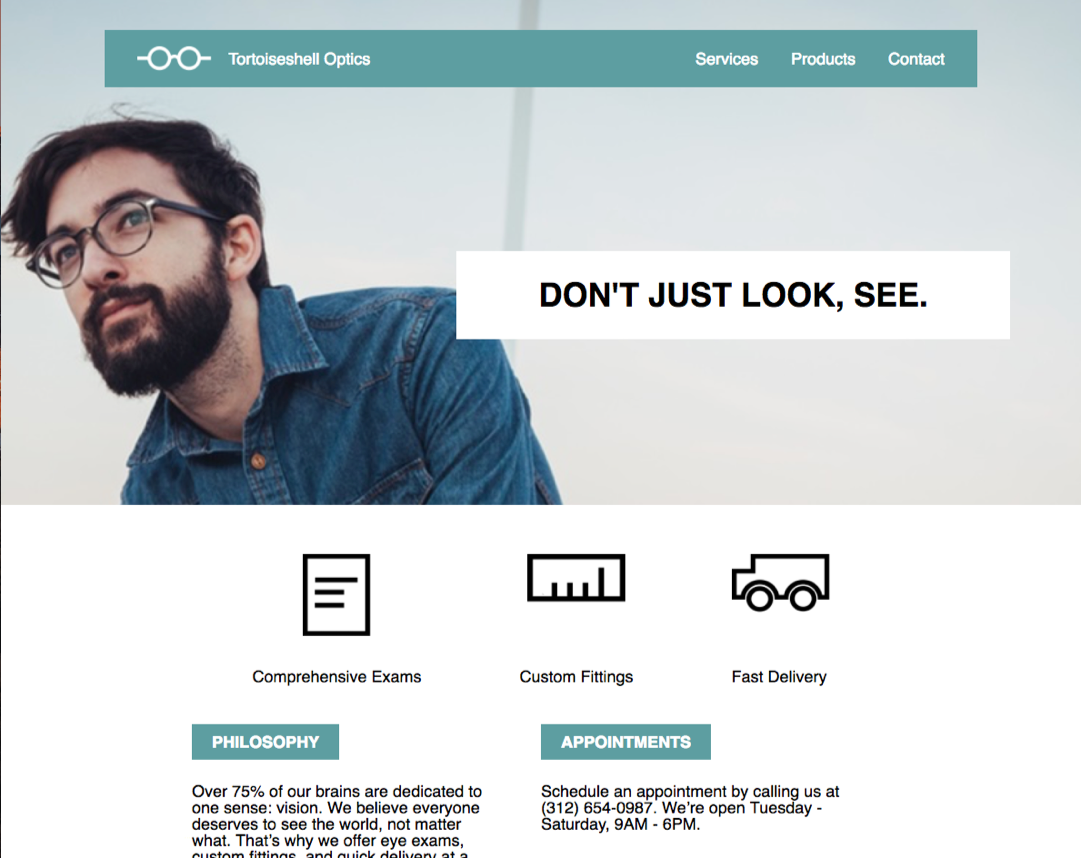 Tortoiseshell Optics
Services Products Contact
DON'T JUST LOOK, SEE.
Comprehensive Exams
Custom Fittings
Fast Delivery
PHILOSOPHY
Over 75% of our brains are dedicated to
one sense: vision. We believe everyone
deserves to see the world, not matter
what. That’s why we offer eye exams,
custom fittings, and quick delivery at a
APPOINTMENTS
Schedule an appointment by calling us at
(312) 654-0987. We’re open Tuesday -
Saturday, 9AM - 6PM.